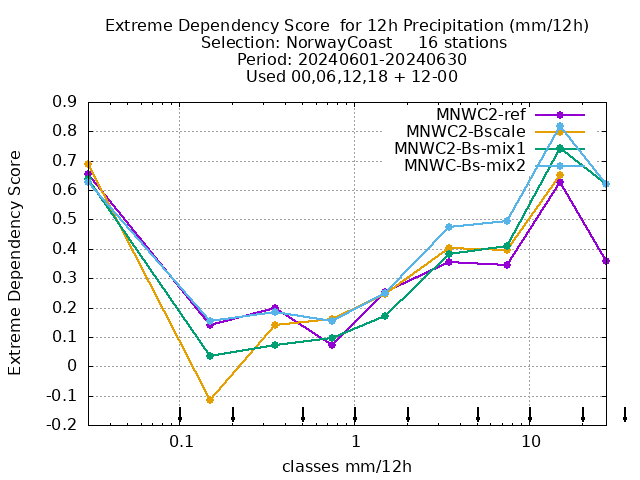 Extreme Dependency Score  for 12h Precipitation (mm/12h)
Selection: NorwayCoast     16 stations
Period: 20240601-20240630
Used 00,06,12,18 + 12-00
MNWC2-ref
MNWC2-Bscale
MNWC2-Bs-mix1
MNWC-Bs-mix2
Extreme Dependency Score
0.9
0.8
0.7
0.6
0.5
0.4
0.3
0.2
0.1
0
-0.1
-0.2
0.1
1
10
classes mm/12h